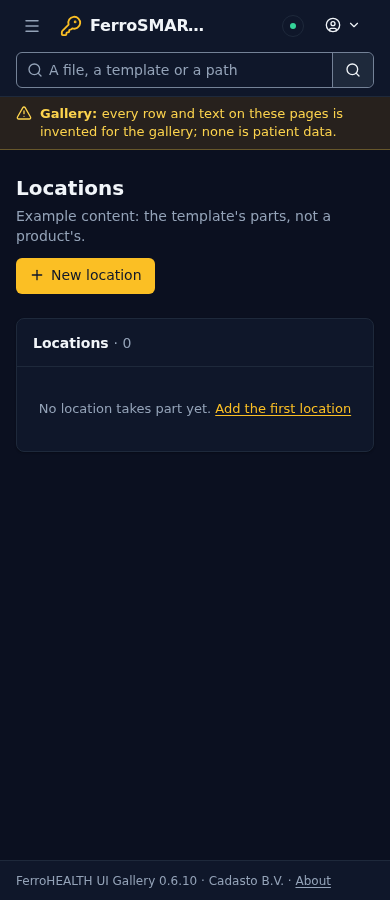 FerroSMAR...
A file, a template or a path
Gallery: every row and text on these pages is
invented for the gallery; none is patient data.
Locations
Example content: the template's parts, not a
product's.
New location
Locations · 0
No location takes part yet. Add the first location
FerroHEALTH UI Gallery 0.6.10 · Cadasto B.V. · About